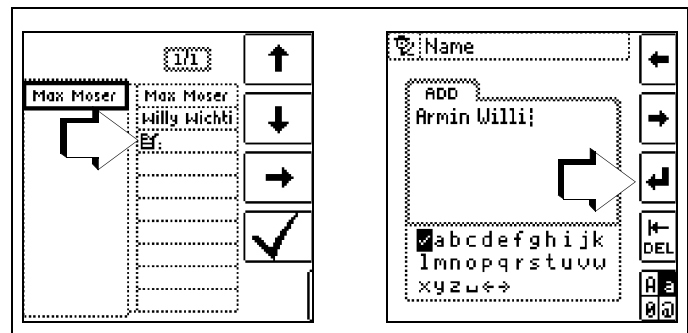 1/1
Max Moser
Max Moser
Willy Wichti
Name
ADD
Armin Willi
abcdefghijk
lmnopqrstuvw
xyz
DEL
A a
0 @